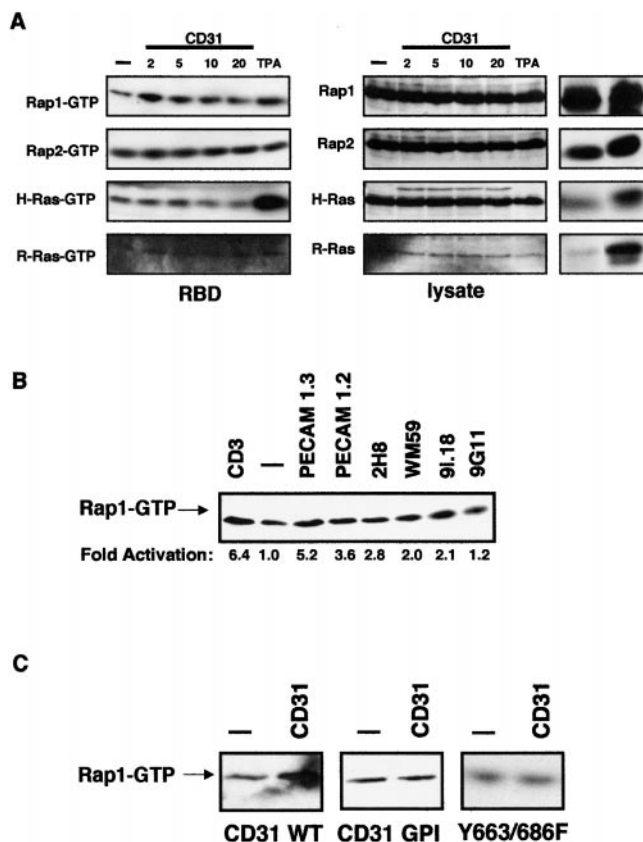 A
CD31
— 2 5 10 20 TPA
Rap1-GTP
Rap2-GTP
H-Ras-GTP
R-Ras-GTP
RBD
CD31
— 2 5 10 20 TPA
Rap1
Rap2
H-Ras
R-Ras
lysate
B
CD3 — PECAM 1.3 PECAM 1.2 2H8 WM59 9I.18 9G11
Rap1-GTP →
Fold Activation: 6.4 1.0 5.2 3.6 2.8 2.0 2.1 1.2
C
— CD31 — CD31 — CD31
Rap1-GTP →
CD31 WT CD31 GPI Y663/686F